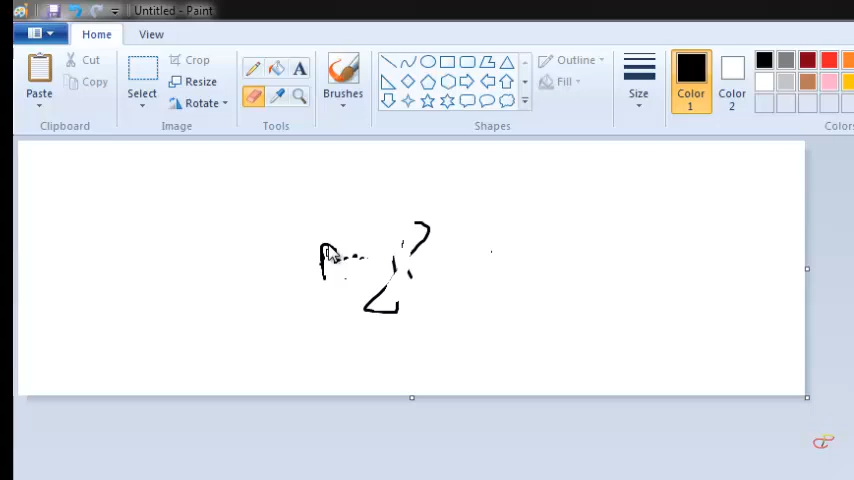 Untitled - Paint
Home View
Paste
Cut
Copy
Clipboard
Select
Crop
Resize
Rotate
Image
A
Tools
Brushes
Outline
Fill
Shapes
Size
Color 1
Color 2
Colors